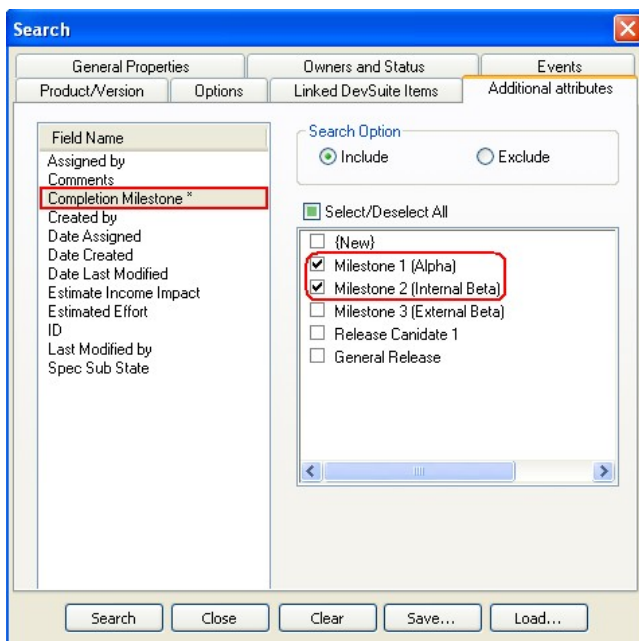 Search
General Properties
Owners and Status
Events
Product/Version
Options
Linked DevSuite Items
Additional attributes
Field Name
Assigned by
Comments
Completion Milestone *
Created by
Date Assigned
Date Created
Date Last Modified
Estimate Income Impact
Estimated Effort
ID
Last Modified by
Spec Sub State
Search Option
Include
Exclude
Select/Deselect All
{New}
Milestone 1 (Alpha)
Milestone 2 (Internal Beta)
Milestone 3 (External Beta)
Release Canidate 1
General Release
Search
Close
Clear
Save...
Load...